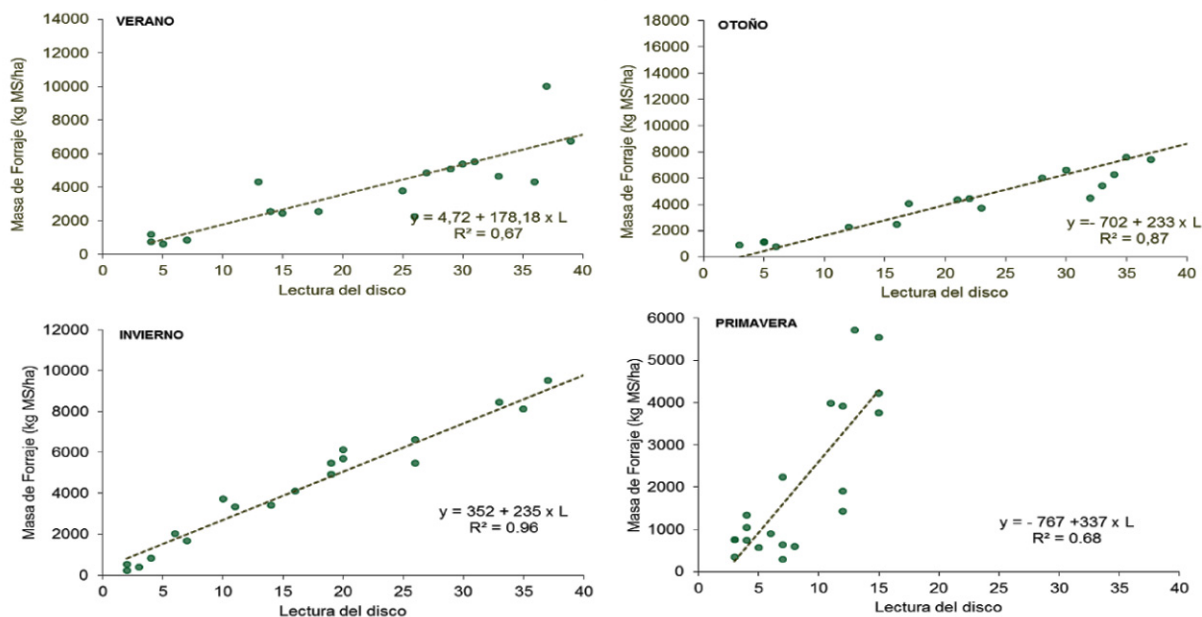 VERANO
Masa de Forraje (kg MS/ha)
14000
12000
10000
8000
6000
4000
2000
0
y = 4,72 + 178,18 x L
R² = 0,67
0 5 10 15 20 25 30 35 40
Lectura del disco
OTOÑO
Masa de Forraje (kg MS/ha)
18000
16000
14000
12000
10000
8000
6000
4000
2000
0
y =- 702 + 233 x L
R² = 0,87
0 5 10 15 20 25 30 35 40
Lectura del disco
INVIERNO
Masa de Forraje (kg MS/ha)
12000
10000
8000
6000
4000
2000
0
y = 352 + 235 x L
R² = 0.96
0 5 10 15 20 25 30 35 40
Lectura del disco
PRIMAVERA
Masa de Forraje (kg MS/ha)
6000
5000
4000
3000
2000
1000
0
y = - 767 +337 x L
R² = 0.68
0 5 10 15 20 25 30 35 40
Lectura del disco